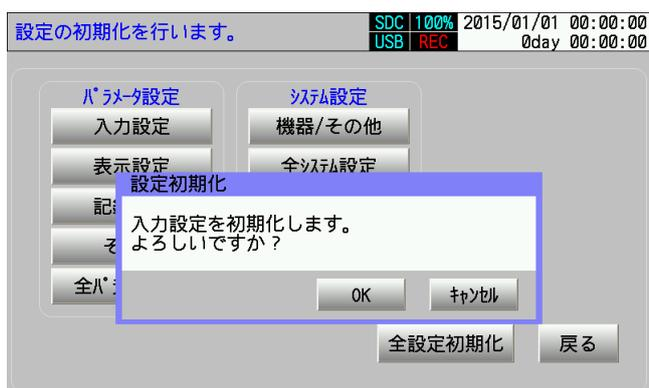 設定の初期化を行います。
SDC 100% 2015/01/01 00:00:00
USB REC 0day 00:00:00
パラメータ設定
システム設定
入力設定
機器/その他
表示設定
全システム設定
設定初期化
入力設定を初期化します。
よろしいですか？
OK
キャンセル
全設定初期化
戻る